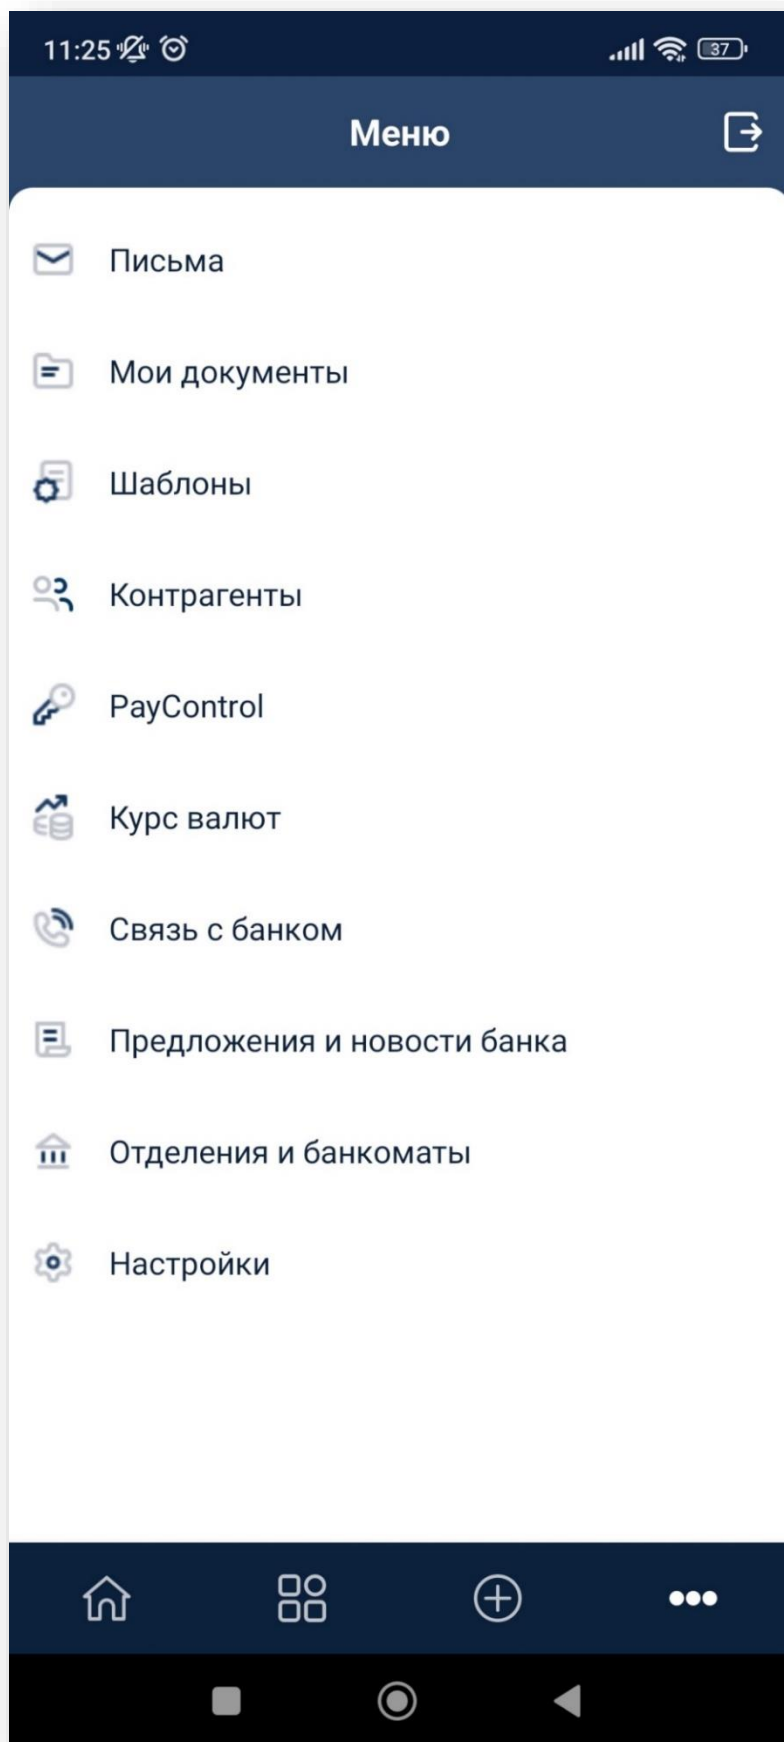 11:25
37
Меню
Письма
Мои документы
Шаблоны
Контрагенты
PayControl
Курс валют
Связь с банком
Предложения и новости банка
Отделения и банкоматы
Настройки